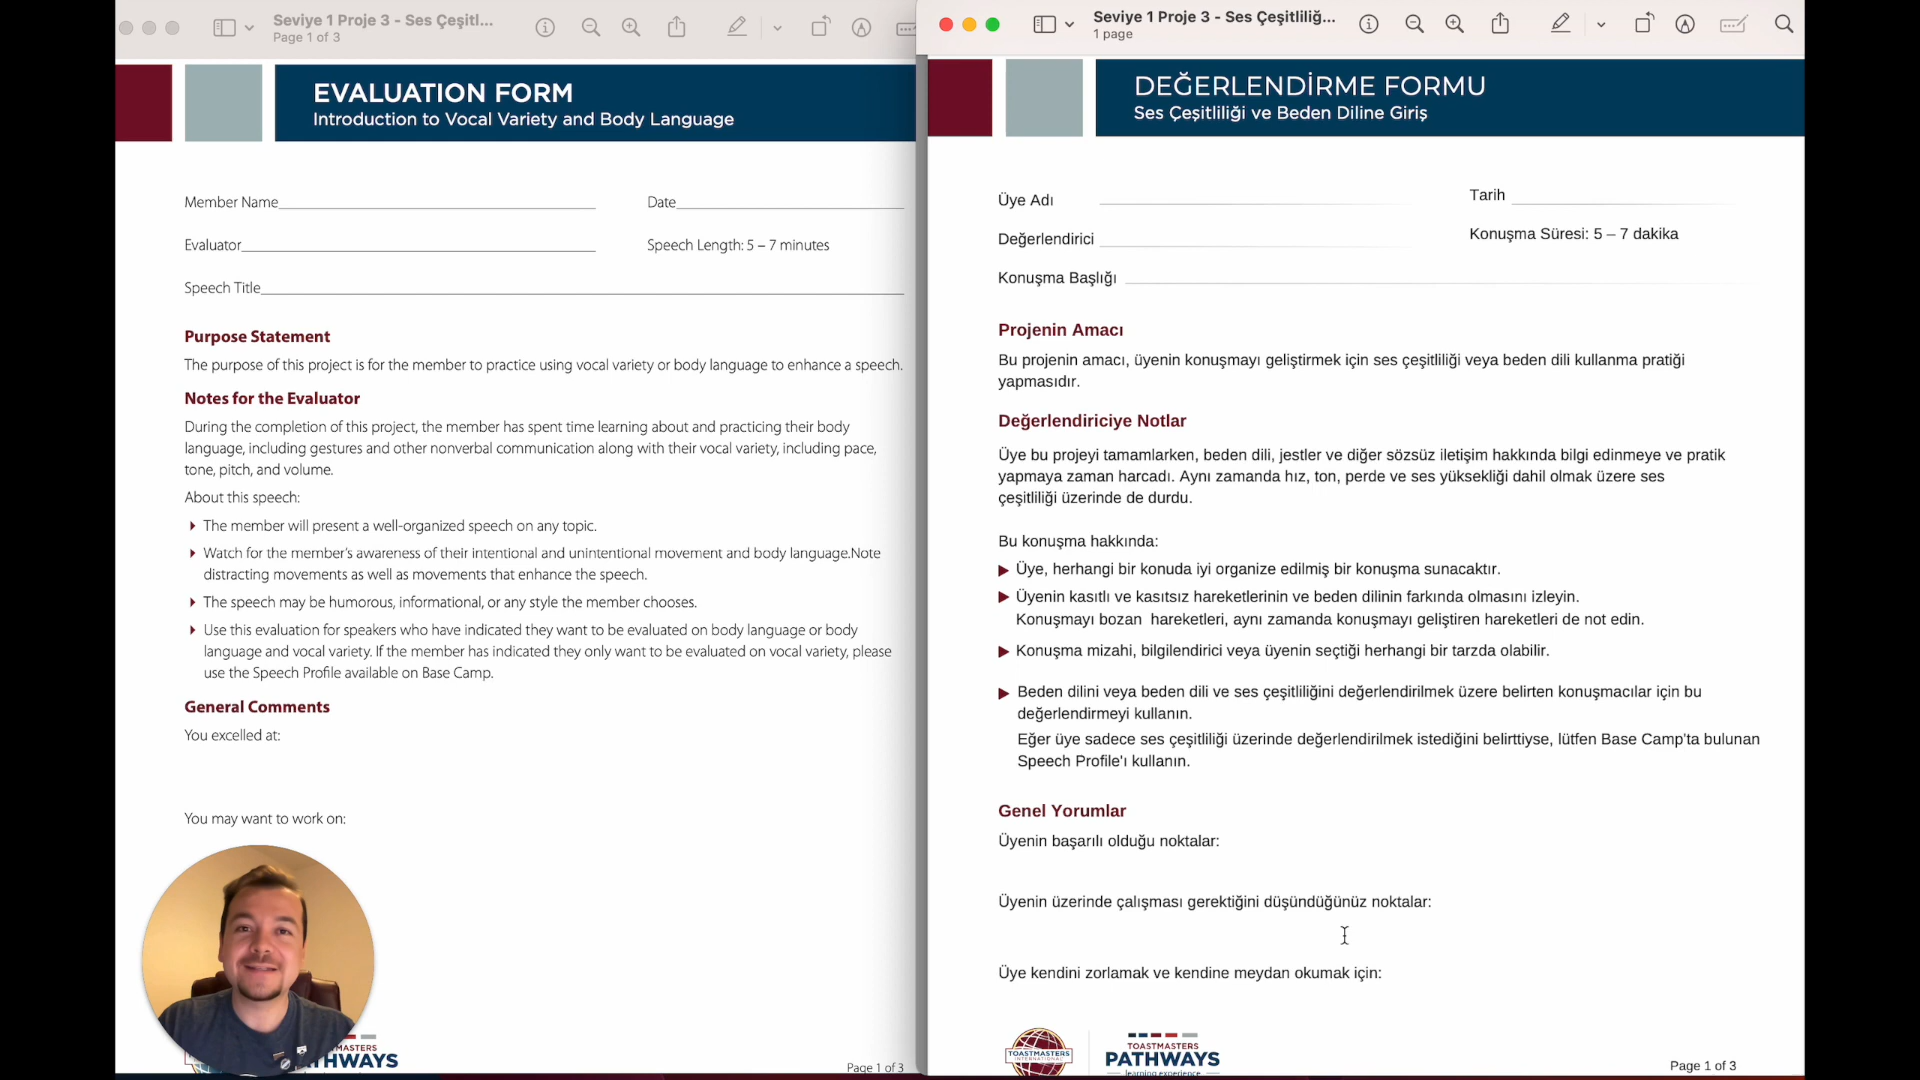 Seviye 1 Proje 3 - Ses Çeşitl...
Page 1 of 3
EVALUATION FORM
Introduction to Vocal Variety and Body Language
Member Name
Date
Evaluator
Speech Length: 5 – 7 minutes
Speech Title
Purpose Statement
The purpose of this project is for the member to practice using vocal variety or body language to enhance a speech.
Notes for the Evaluator
During the completion of this project, the member has spent time learning about and practicing their body
language, including gestures and other nonverbal communication along with their vocal variety, including pace,
tone, pitch, and volume.
About this speech:
The member will present a well-organized speech on any topic.
Watch for the member's awareness of their intentional and unintentional movement and body language.Note
distracting movements as well as movements that enhance the speech.
The speech may be humorous, informational, or any style the member chooses.
Use this evaluation for speakers who have indicated they want to be evaluated on body language or body
language and vocal variety. If the member has indicated they only want to be evaluated on vocal variety, please
use the Speech Profile available on Base Camp.
General Comments
You excelled at:
You may want to work on:
Page 1 of 3
Seviye 1 Proje 3 - Ses Çeşitliliğ...
1 page
DEĞERLENDİRME FORMU
Ses Çeşitliliği ve Beden Diline Giriş
Üye Adı
Tarih
Değerlendirici
Konuşma Süresi: 5 – 7 dakika
Konuşma Başlığı
Projenin Amacı
Bu projenin amacı, üyenin konuşmayı geliştirmek için ses çeşitliliği veya beden dili kullanma pratiği
yapmasıdır.
Değerlendiriciye Notlar
Üye bu projeyi tamamlarken, beden dili, jestler ve diğer sözsüz iletişim hakkında bilgi edinmeye ve pratik
yapmaya zaman harcadı. Aynı zamanda hız, ton, perde ve ses yüksekliği dahil olmak üzere ses
çeşitliliği üzerinde de durdu.
Bu konuşma hakkında:
Üye, herhangi bir konuda iyi organize edilmiş bir konuşma sunacaktır.
Üyenin kasıtlı ve kasıtsız hareketlerinin ve beden dilinin farkında olmasını izleyin.
Konuşmayı bozan hareketleri, aynı zamanda konuşmayı geliştiren hareketleri de not edin.
Konuşma mizahi, bilgilendirici veya üyenin seçtiği herhangi bir tarzda olabilir.
Beden dilini veya beden dili ve ses çeşitliliğini değerlendirilmek üzere belirten konuşmacılar için bu
değerlendirmeyi kullanın.
Eğer üye sadece ses çeşitliliği üzerinde değerlendirilmek istediğini belirttiyse, lütfen Base Camp'ta bulunan
Speech Profile'ı kullanın.
Genel Yorumlar
Üyenin başarılı olduğu noktalar:
Üyenin üzerinde çalışması gerektiğini düşündüğünüz noktalar:
Üye kendini zorlamak ve kendine meydan okumak için:
TOASTMASTERS
INTERNATIONAL
TOASTMASTERS
PATHWAYS
learning experience
Page 1 of 3